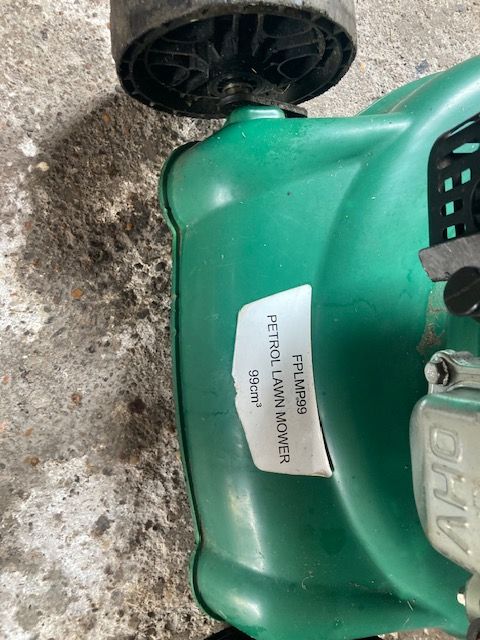 FPLMP99
PETROL LAWN MOWER
99cm³
OHV